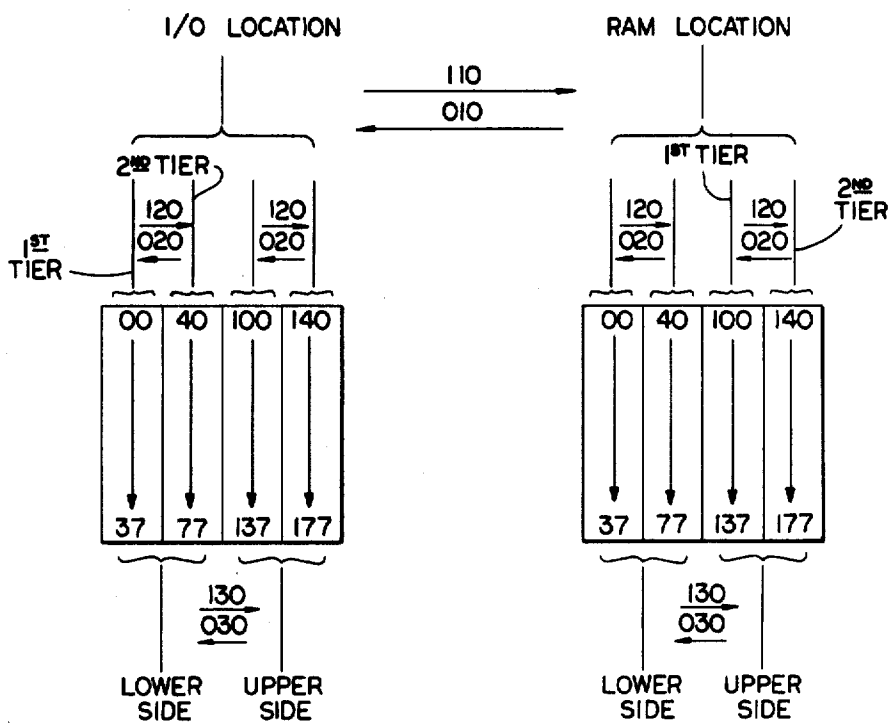 I/O LOCATION
RAM LOCATION
110
010
2ND TIER
1ST TIER
2ND TIER
1ST TIER
120 120
020 020
120 120
020 020
00 40 100 140
37 77 137 177
00 40 100 140
37 77 137 177
130
030
130
030
LOWER SIDE
UPPER SIDE
LOWER SIDE
UPPER SIDE